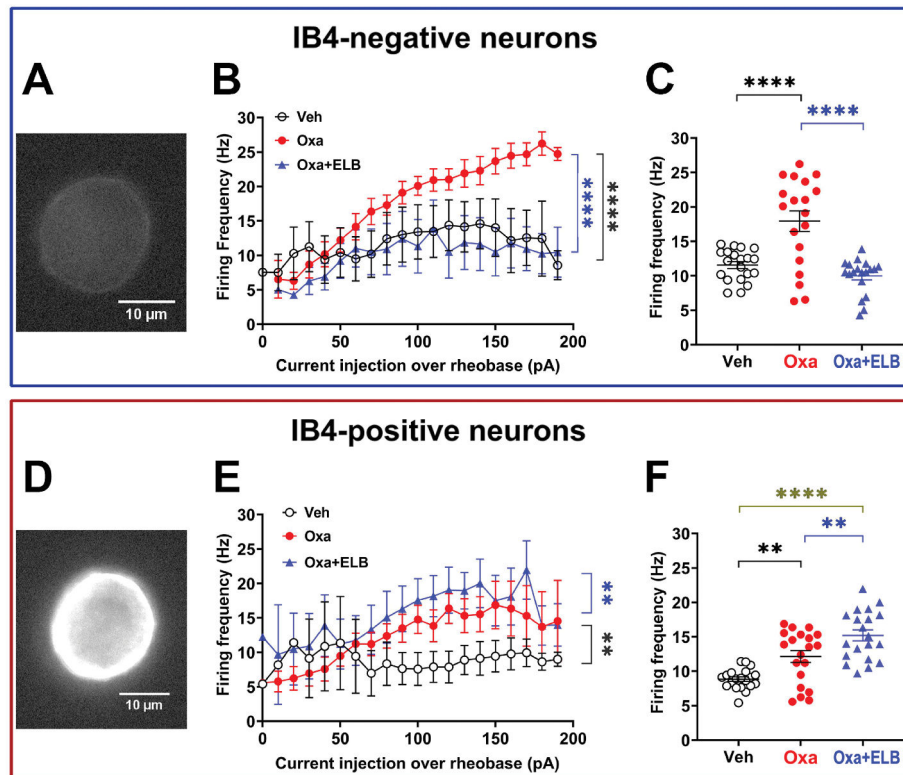 IB4-negative neurons
A
10 µm
B
Veh
Oxa
Oxa+ELB
Firing Frequency (Hz)
30
25
20
15
10
5
0
0 50 100 150 200
Current injection over rheobase (pA)
****
****
C
****
****
Firing frequency (Hz)
30
25
20
15
10
5
0
Veh Oxa Oxa+ELB
IB4-positive neurons
D
10 µm
E
Veh
Oxa
Oxa+ELB
Firing frequency (Hz)
30
25
20
15
10
5
0
0 50 100 150 200
Current injection over rheobase (pA)
**
**
F
****
**
**
Firing frequency (Hz)
30
25
20
15
10
5
0
Veh Oxa Oxa+ELB